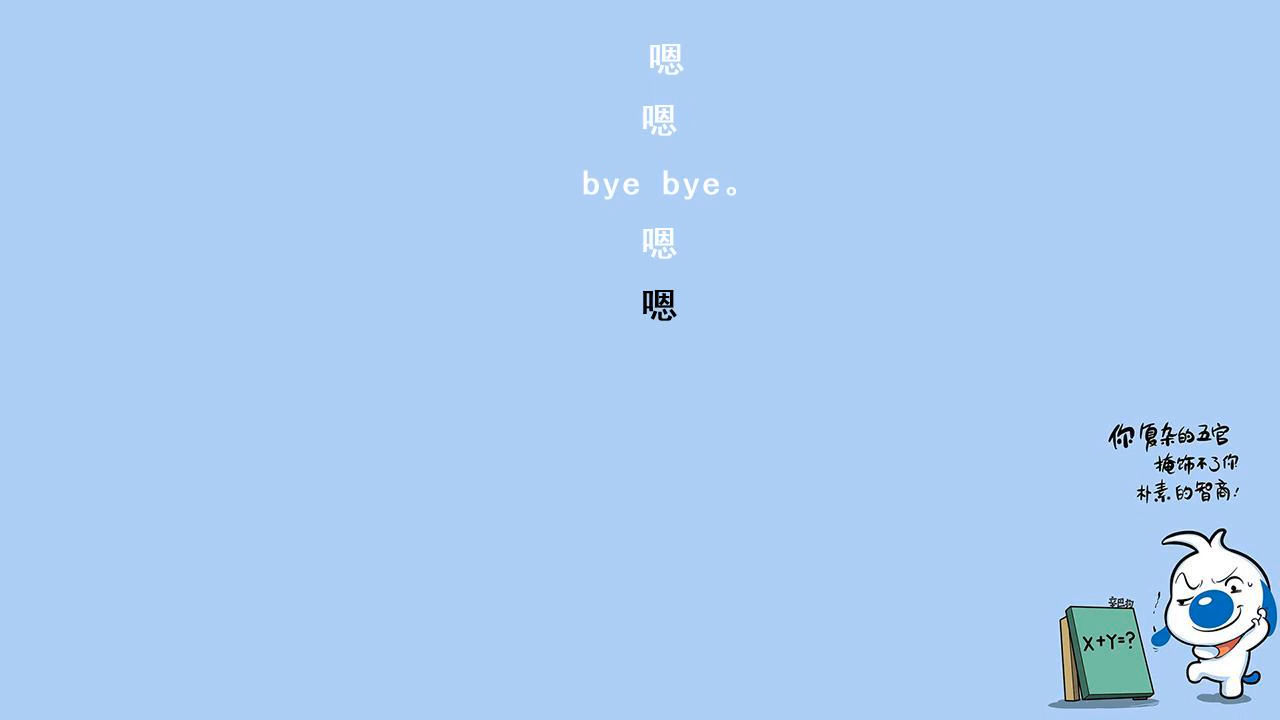 嗯
嗯
bye bye。
嗯
嗯
你复杂的五官
掩饰不了你
朴素的智商!
X+Y=?